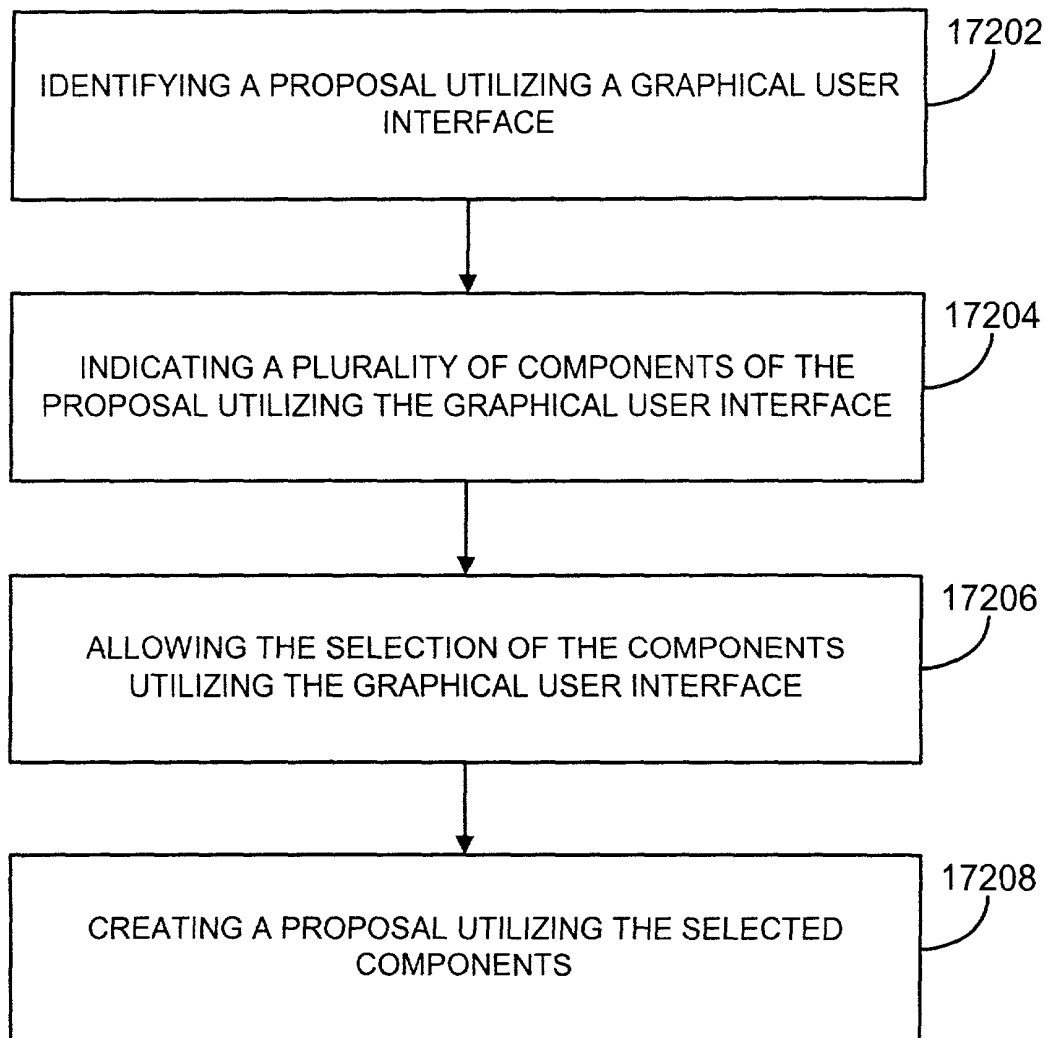 17202
IDENTIFYING A PROPOSAL UTILIZING A GRAPHICAL USER
INTERFACE
17204
INDICATING A PLURALITY OF COMPONENTS OF THE
PROPOSAL UTILIZING THE GRAPHICAL USER INTERFACE
17206
ALLOWING THE SELECTION OF THE COMPONENTS
UTILIZING THE GRAPHICAL USER INTERFACE
17208
CREATING A PROPOSAL UTILIZING THE SELECTED
COMPONENTS